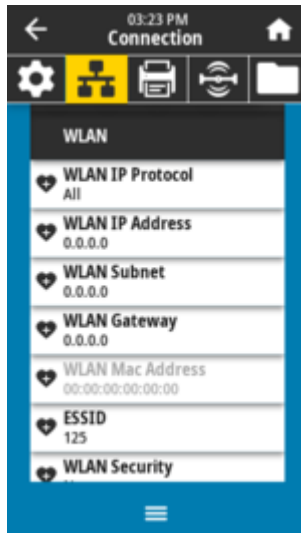 03:23 PM
Connection
WLAN
WLAN IP Protocol
All
WLAN IP Address
0.0.0.0
WLAN Subnet
0.0.0.0
WLAN Gateway
0.0.0.0
WLAN Mac Address
00:00:00:00:00:00
ESSID
125
WLAN Security